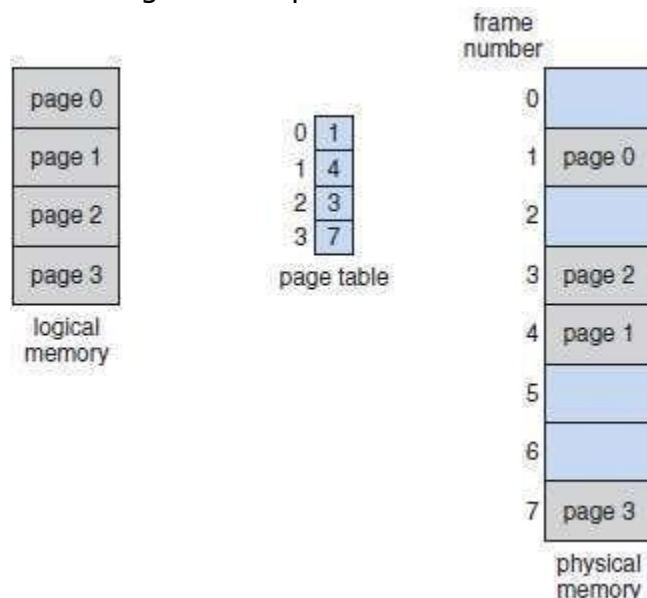 frame
number
page 0
page 1
page 2
page 3
logical
memory
0 1
1 4
2 3
3 7
page table
0
1 page 0
2
3 page 2
4 page 1
5
6
7 page 3
physical
memory